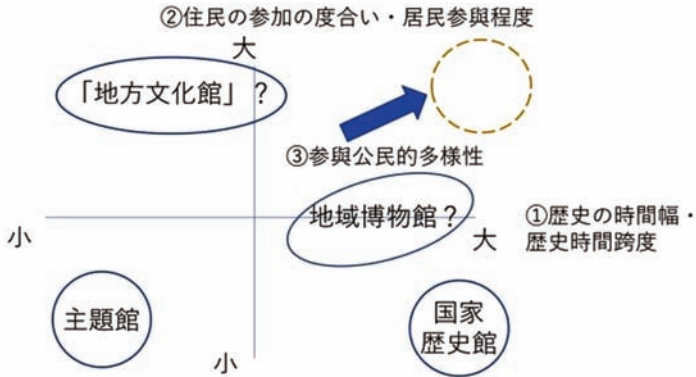 ②住民の参加の度合い・居民参與程度
大
「地方文化館」？
③参與公民的多様性
地域博物館？
①歴史の時間幅・
歴史時間跨度
小
大
主題館
国家
歴史館
小